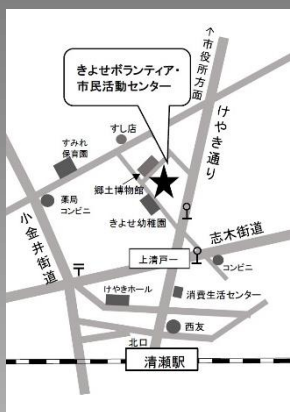 ↑市役所方面
きよせボランティア・
市民活動センター
けやき通り
すし店
すみれ
保育園
郷土博物館
薬局
コンビニ
きよせ幼稚園
小金井街道
志木街道
上清戸一
コンビニ
〒
けやきホール
消費生活センター
西友
北口
清瀬駅